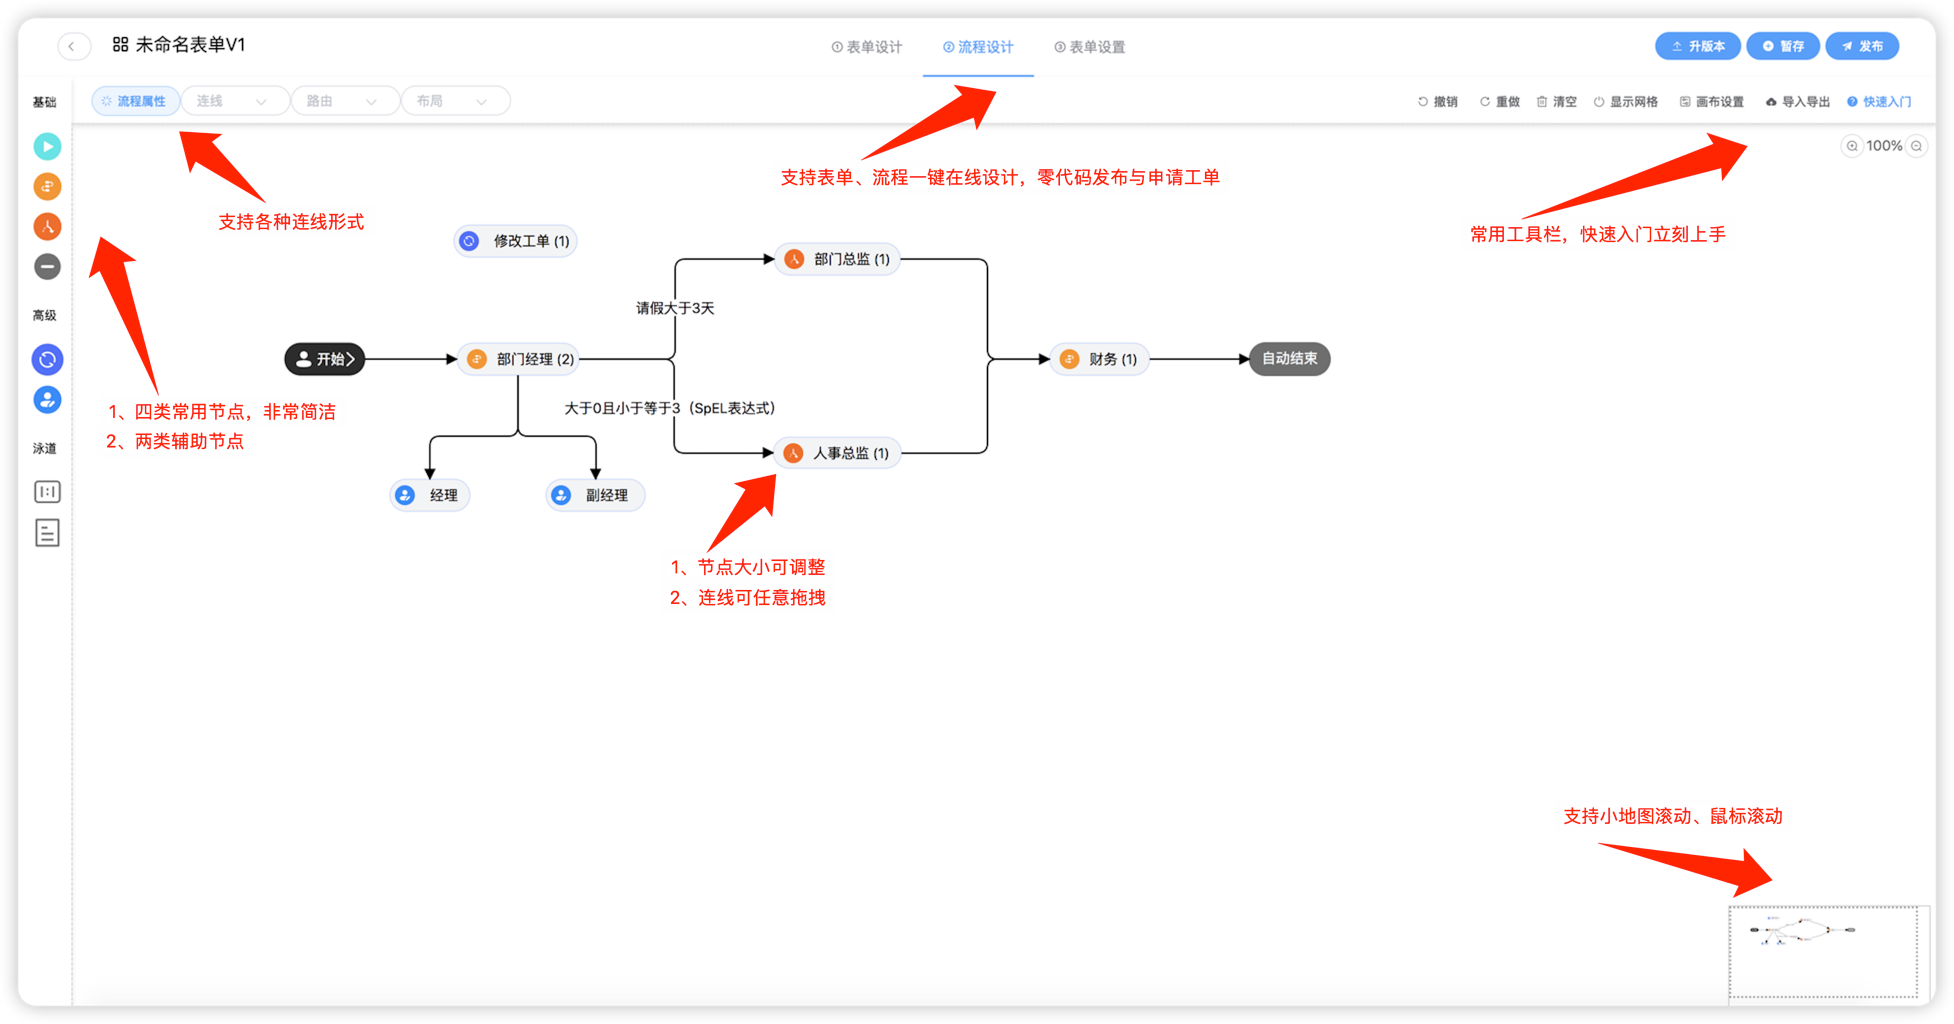 未命名表单V1
① 表单设计
② 流程设计
③ 表单设置
升版本
暂存
发布
基础
流程属性
连线
路由
布局
撤销
重做
清空
显示网格
画布设置
导入导出
快速入门
100%
支持表单、流程一键在线设计，零代码发布与申请工单
支持各种连线形式
常用工具栏，快速入门立刻上手
修改工单 (1)
部门总监 (1)
请假大于3天
高级
开始
部门经理 (2)
财务 (1)
自动结束
1、四类常用节点，非常简洁
2、两类辅助节点
大于0且小于等于3（SpEL表达式）
泳道
人事总监 (1)
经理
副经理
1、节点大小可调整
2、连线可任意拖拽
支持小地图滚动、鼠标滚动